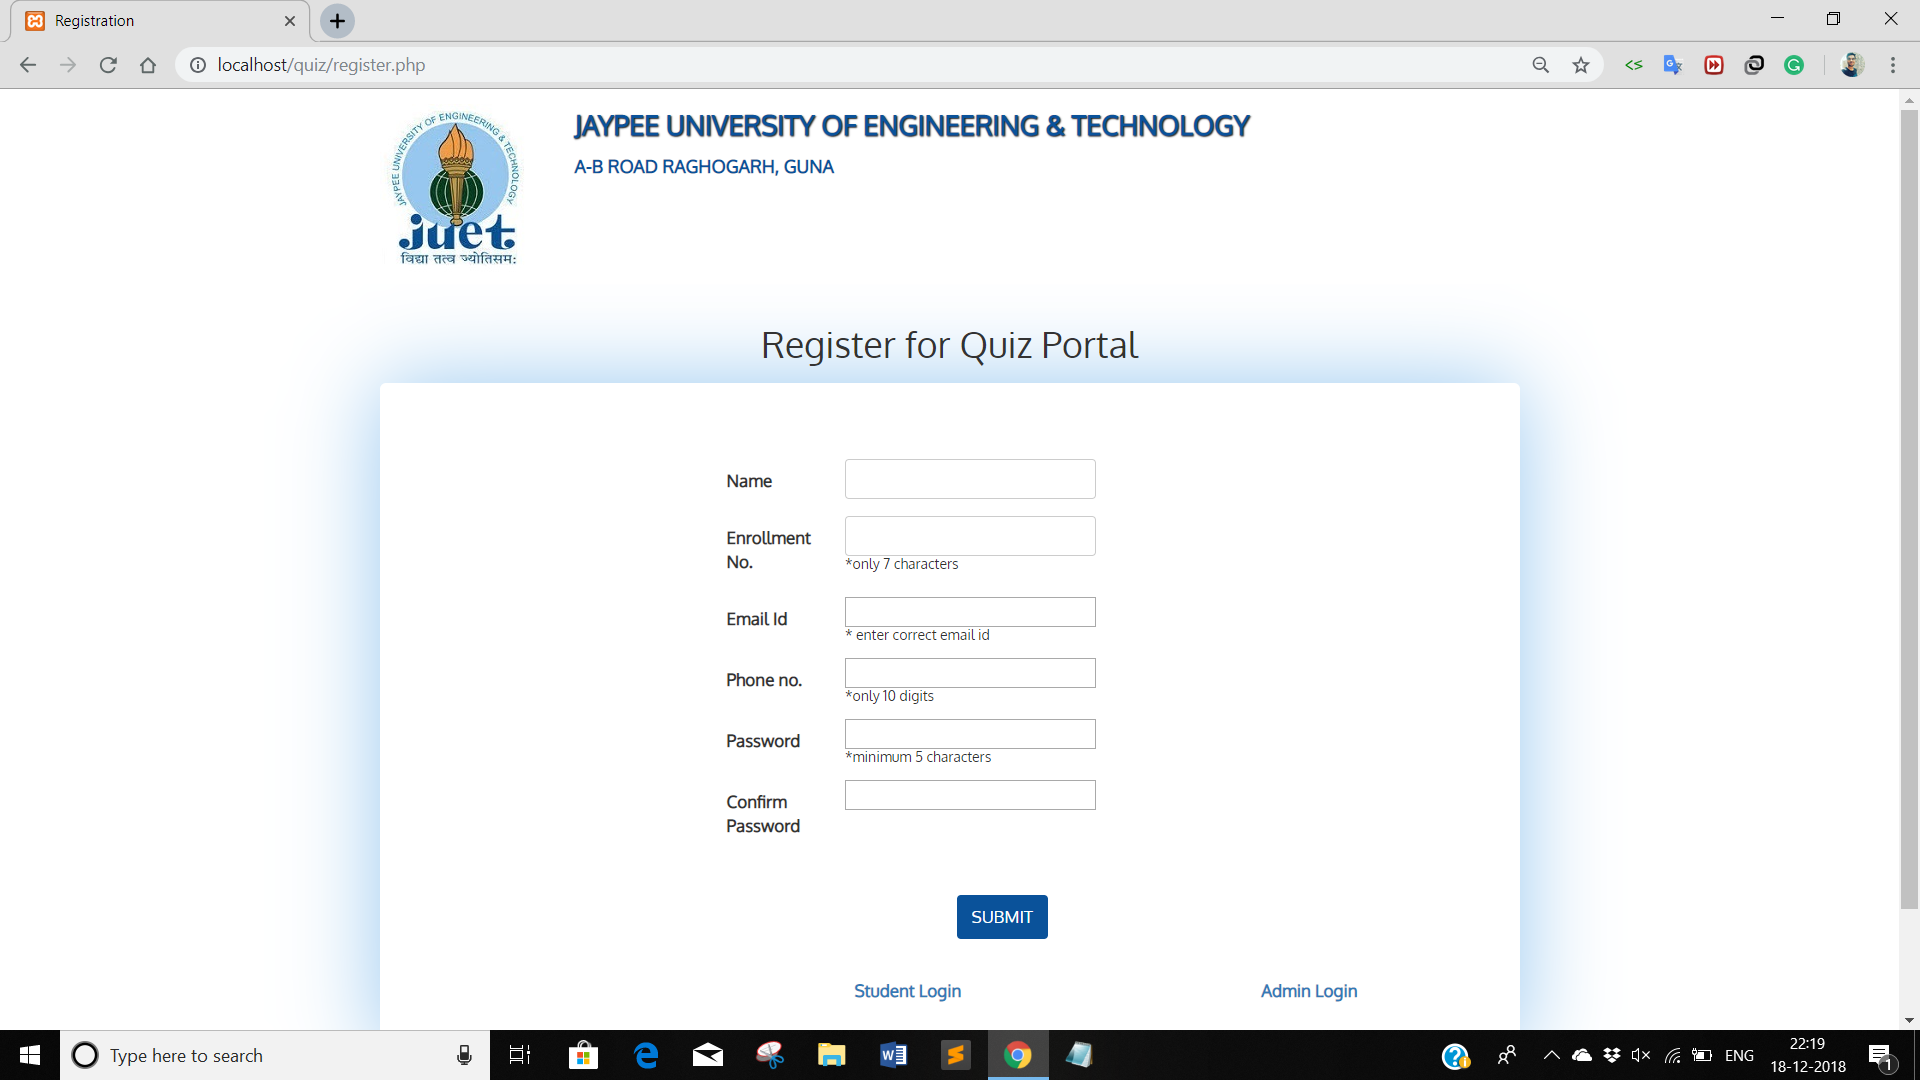 Registration
localhost/quiz/register.php
JAYPEE UNIVERSITY OF ENGINEERING & TECHNOLOGY
juet
विद्या तत्व ज्योतिसम:
JAYPEE UNIVERSITY OF ENGINEERING & TECHNOLOGY
A-B ROAD RAGHOGARH, GUNA
Register for Quiz Portal
Name
Enrollment
No.
*only 7 characters
Email Id
* enter correct email id
Phone no.
*only 10 digits
Password
*minimum 5 characters
Confirm
Password
SUBMIT
Student Login
Admin Login
Type here to search
ENG
22:19
18-12-2018
1